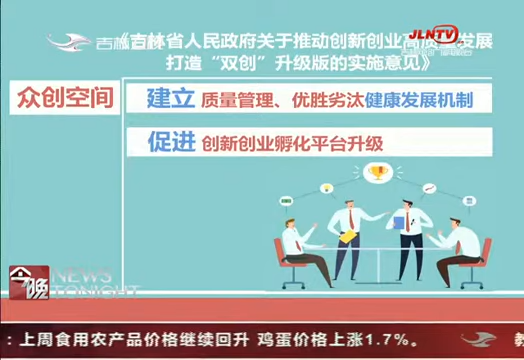 JLNTV
《吉林省人民政府关于推动创新创业高质量发展
打造“双创”升级版的实施意见》
众创空间
建立 质量管理、优胜劣汰健康发展机制
促进 创新创业孵化平台升级
今晚
NEWS
TONIGHT
：上周食用农产品价格继续回升 鸡蛋价格上涨1.7%。